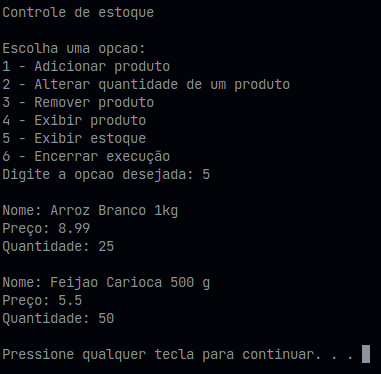 Controle de estoque
Escolha uma opcao:
1 - Adicionar produto
2 - Alterar quantidade de um produto
3 - Remover produto
4 - Exibir produto
5 - Exibir estoque
6 - Encerrar execução
Digite a opcao desejada: 5
Nome: Arroz Branco 1kg
Preço: 8.99
Quantidade: 25
Nome: Feijao Carioca 500 g
Preço: 5.5
Quantidade: 50
Pressione qualquer tecla para continuar. . .